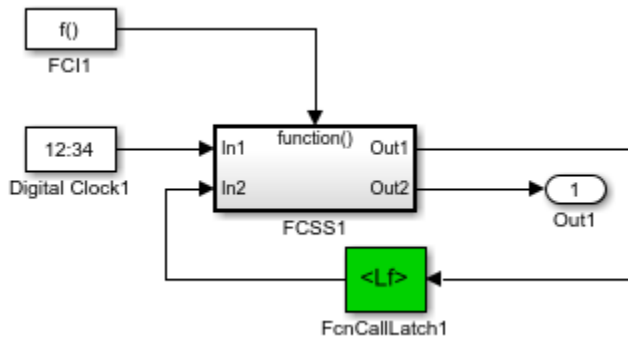 f()
FCI1
12:34
Digital Clock1
function()
In1
Out1
In2
Out2
FCSS1
1
Out1
<Lf>
FcnCallLatch1